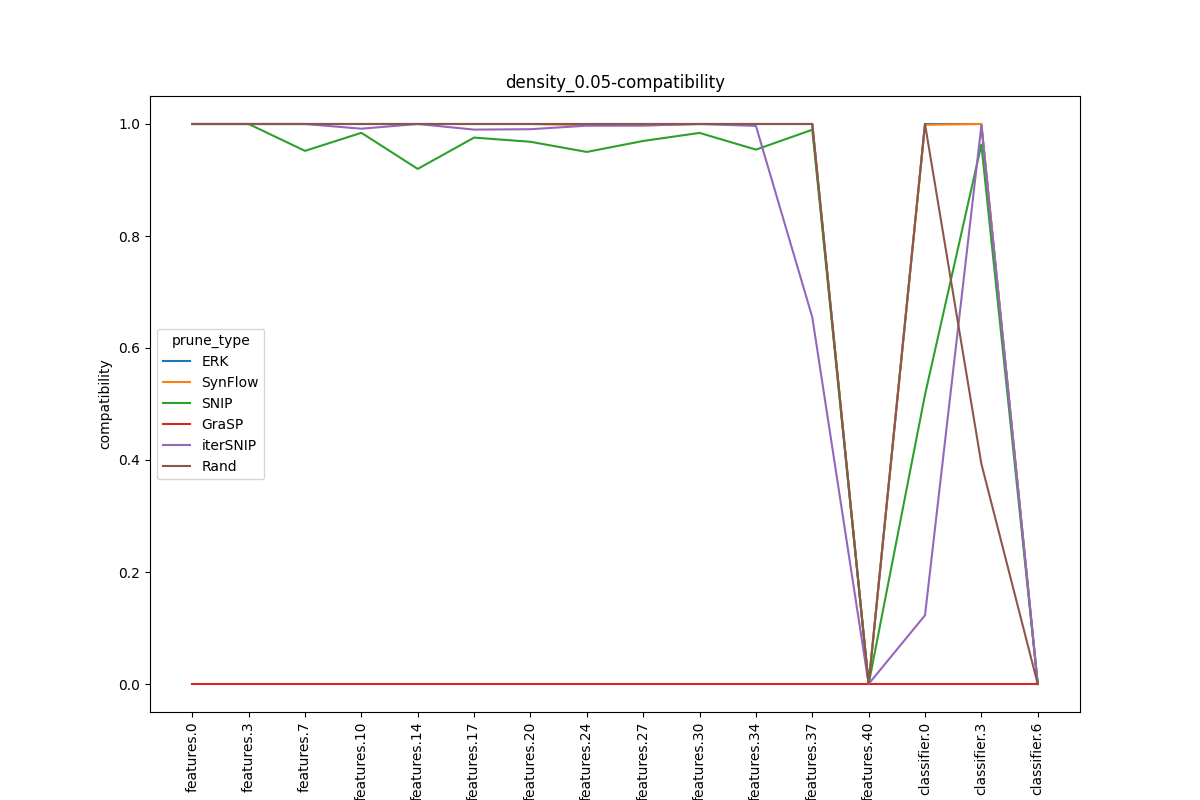 density_0.05-compatibility
compatibility
1.0
0.8
0.6
0.4
0.2
0.0
prune_type
ERK
SynFlow
SNIP
GraSP
iterSNIP
Rand
features.0
features.3
features.7
features.10
features.14
features.17
features.20
features.24
features.27
features.30
features.34
features.37
features.40
classifier.0
classifier.3
classifier.6